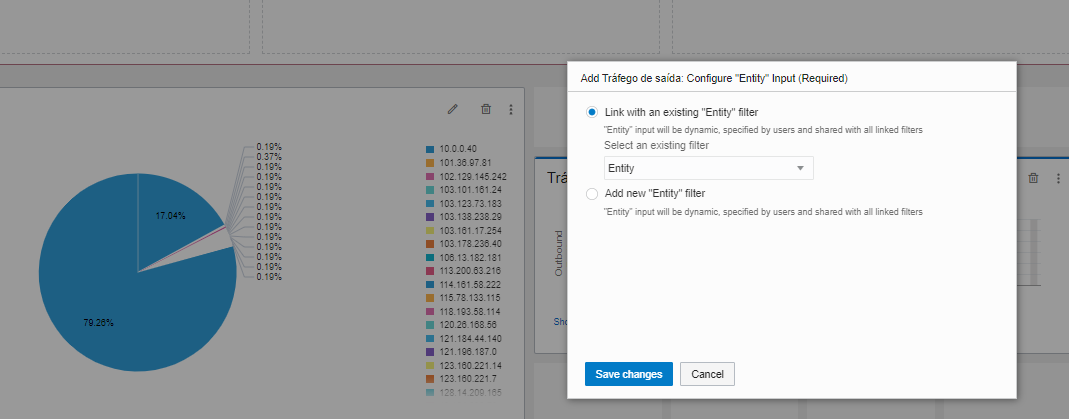 Add Tráfego de saída: Configure "Entity" Input (Required)
Link with an existing "Entity" filter
"Entity" input will be dynamic, specified by users and shared with all linked filters
Select an existing filter
Entity
Add new "Entity" filter
"Entity" input will be dynamic, specified by users and shared with all linked filters
Save changes
Cancel
0.19%
0.37%
0.19%
0.19%
0.19%
0.19%
0.19%
0.19%
0.19%
0.19%
0.19%
0.19%
0.19%
0.19%
17.04%
79.26%
10.0.0.40
101.36.97.81
102.129.145.242
103.101.161.24
103.123.73.183
103.138.238.29
103.161.17.254
103.178.236.40
106.13.182.181
113.200.63.216
114.161.58.222
115.78.133.115
118.193.58.114
120.26.168.56
121.184.44.140
121.196.187.0
123.160.221.14
123.160.221.7
128.14.209.165
Trá
Outbound
Sho